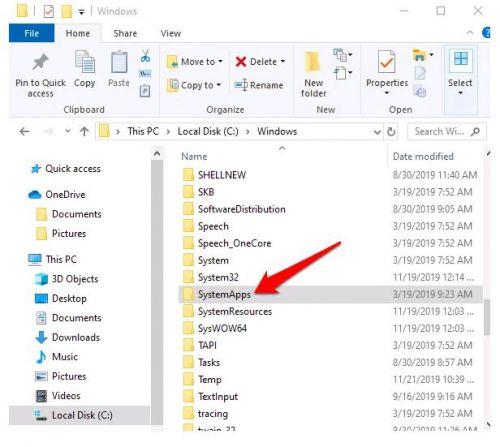 Windows
File Home Share View
Pin to Quick access
Copy
Paste
Move to
Copy to
Delete
Rename
New folder
Properties
Select
Clipboard Organize New Open
This PC > Local Disk (C:) > Windows
Search Wi...
Name Date modified
Quick access
OneDrive
Documents
Pictures
This PC
3D Objects
Desktop
Documents
Downloads
Music
Pictures
Videos
Local Disk (C:)
SHELLNEW 8/30/2019 11:40 AM
SKB 3/19/2019 7:52 AM
SoftwareDistribution 8/30/2019 9:05 AM
Speech 3/19/2019 7:52 AM
Speech_OneCore 3/19/2019 7:52 AM
System 3/19/2019 7:52 AM
System32 11/19/2019 12:14 ...
SystemApps 3/19/2019 9:23 AM
SystemResources 11/19/2019 12:03 ...
SysWOW64 11/19/2019 12:03 ...
TAPI 3/19/2019 7:52 AM
Tasks 8/30/2019 8:57 AM
Temp 11/21/2019 10:39 ...
TextInput 9/16/2019 9:16 AM
tracing 3/19/2019 7:52 AM
twain_32 8/30/2019 11:26 AM